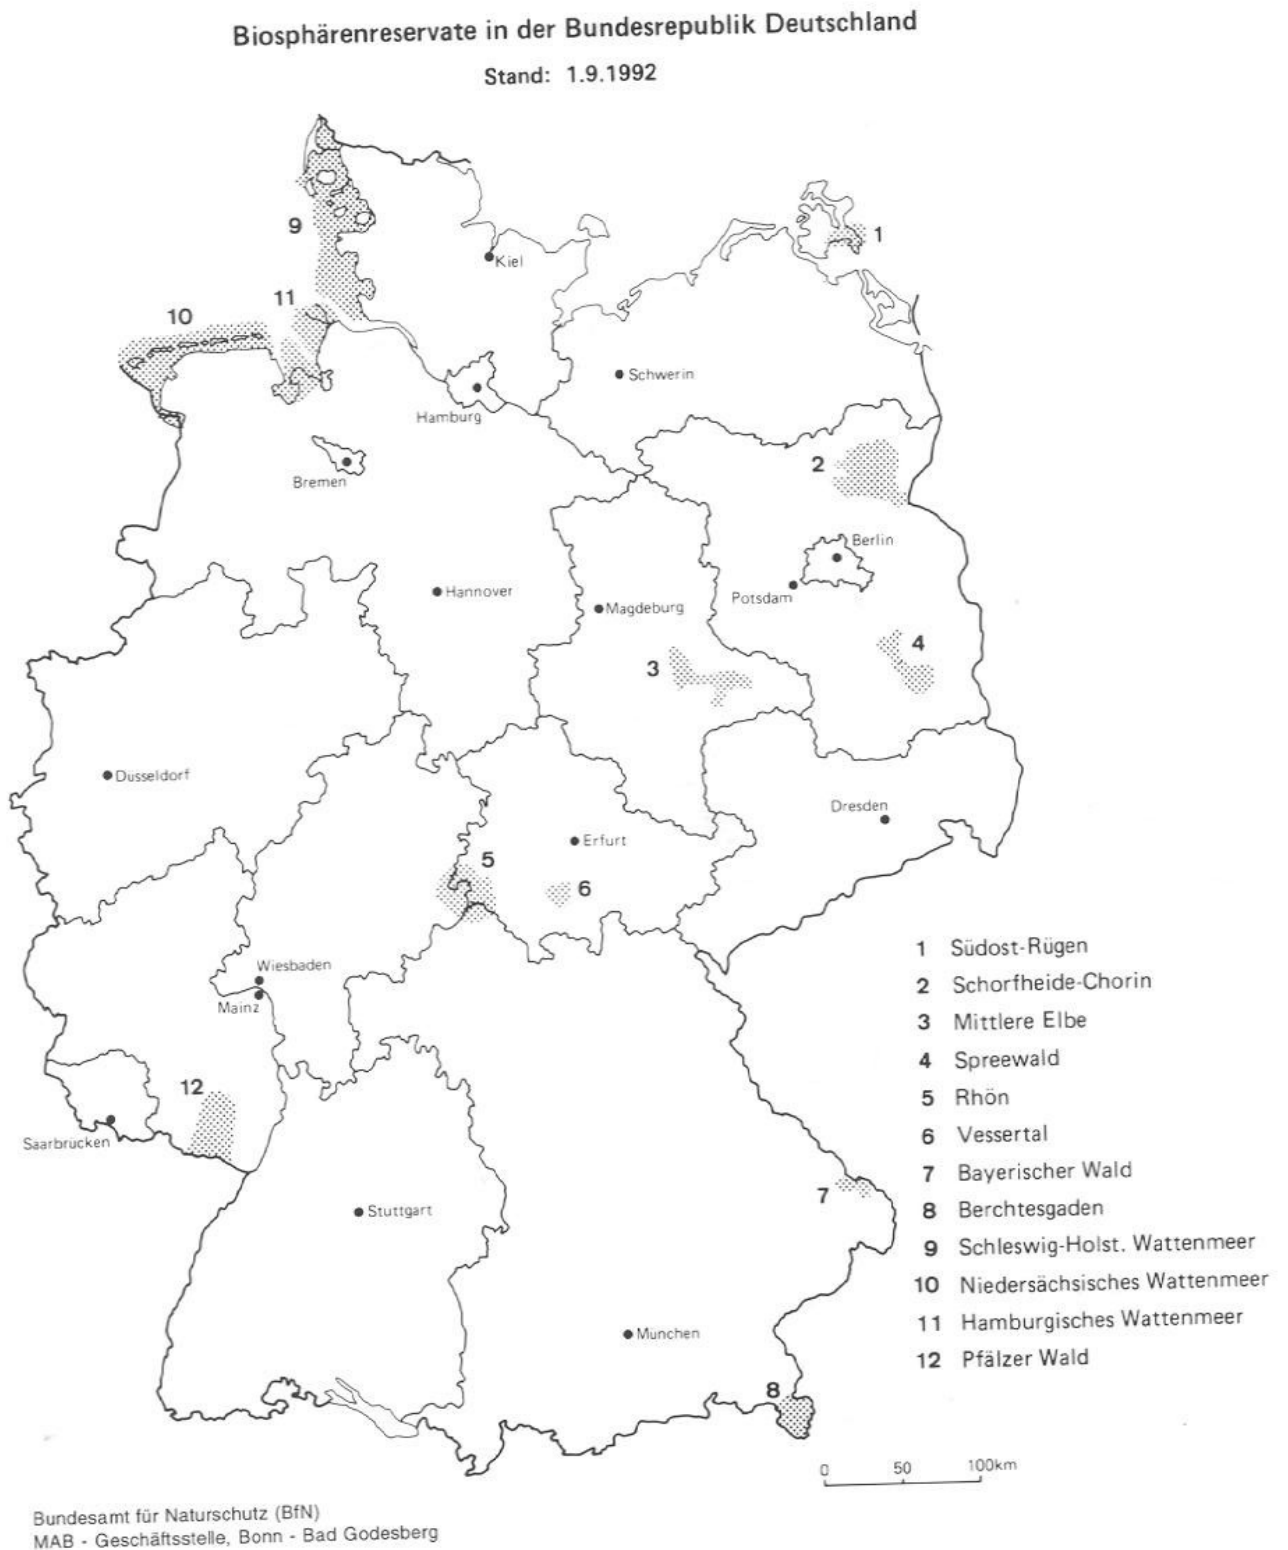 Biosphärenreservate in der Bundesrepublik Deutschland
Stand: 1.9.1992
9
1
Kiel
11
10
Schwerin
Hamburg
2
Bremen
Berlin
Hannover
Potsdam
Magdeburg
4
3
Dusseldorf
Dresden
Erfurt
5
6
Wiesbaden
Mainz
12
Saarbrücken
7
Stuttgart
München
8
1 Südost-Rügen
2 Schorfheide-Chorin
3 Mittlere Elbe
4 Spreewald
5 Rhön
6 Vessertal
7 Bayerischer Wald
8 Berchtesgaden
9 Schleswig-Holst. Wattenmeer
10 Niedersächsisches Wattenmeer
11 Hamburgisches Wattenmeer
12 Pfälzer Wald
0 50 100km
Bundesamt für Naturschutz (BfN)
MAB - Geschäftsstelle, Bonn - Bad Godesberg